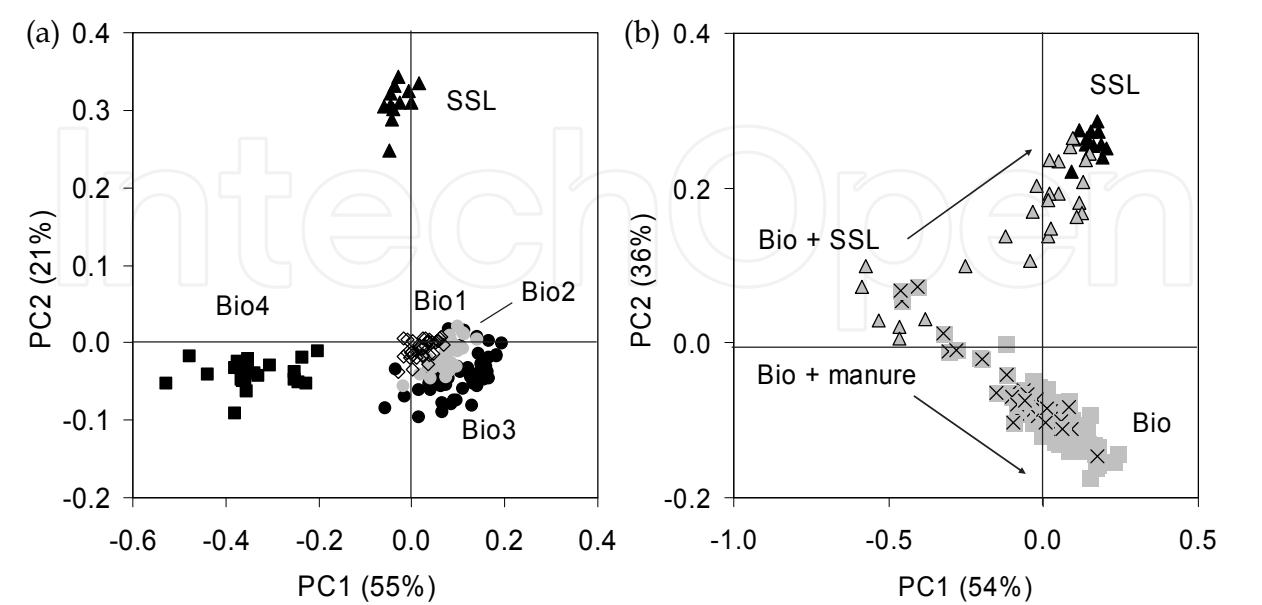 (a)
0.4
0.3
0.2
0.1
0.0
-0.1
-0.2
PC2 (21%)
-0.6 -0.4 -0.2 0.0 0.2 0.4
PC1 (55%)
SSL
Bio4
Bio1
Bio2
Bio3
(b)
0.4
0.2
0.0
-0.2
PC2 (36%)
-1.0 -0.5 0.0 0.5
PC1 (54%)
SSL
Bio + SSL
Bio + manure
Bio
IntechOpen